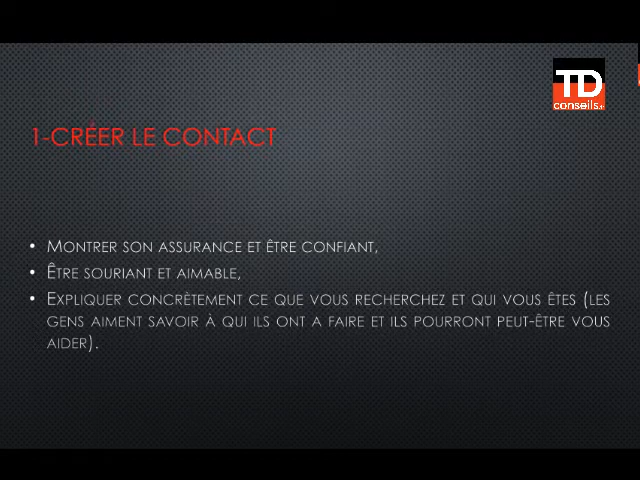 TD
conseils.
1-CRÉER LE CONTACT
• MONTRER SON ASSURANCE ET ÊTRE CONFIANT,
• ÊTRE SOURIANT ET AIMABLE,
• EXPLIQUER CONCRÈTEMENT CE QUE VOUS RECHERCHEZ ET QUI VOUS ÊTES (LES
GENS AIMENT SAVOIR À QUI ILS ONT A FAIRE ET ILS POURRONT PEUT-ÊTRE VOUS
AIDER).